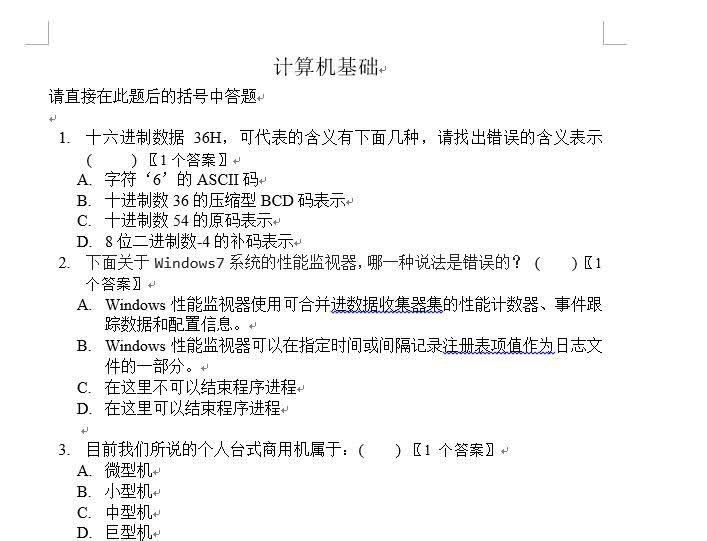 计算机基础
请直接在此题后的括号中答题
1. 十六进制数据 36H，可代表的含义有下面几种，请找出错误的含义表示
(    ) 〖1个答案〗
A. 字符‘6’的 ASCII 码
B. 十进制数 36 的压缩型 BCD 码表示
C. 十进制数 54 的原码表示
D. 8 位二进制数-4 的补码表示
2. 下面关于 Windows7 系统的性能监视器,哪一种说法是错误的？ (    )〖1
个答案〗
A. Windows 性能监视器使用可合并进数据收集器集的性能计数器、事件跟
踪数据和配置信息。
B. Windows 性能监视器可以在指定时间或间隔记录注册表项值作为日志文
件的一部分。
C. 在这里不可以结束程序进程
D. 在这里可以结束程序进程
3. 目前我们所说的个人台式商用机属于：(    ) 〖1 个答案〗
A. 微型机
B. 小型机
C. 中型机
D. 巨型机